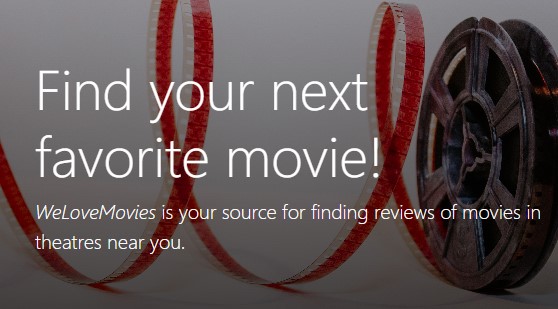 Find your next
favorite movie!
WeLoveMovies is your source for finding reviews of movies in
theatres near you.